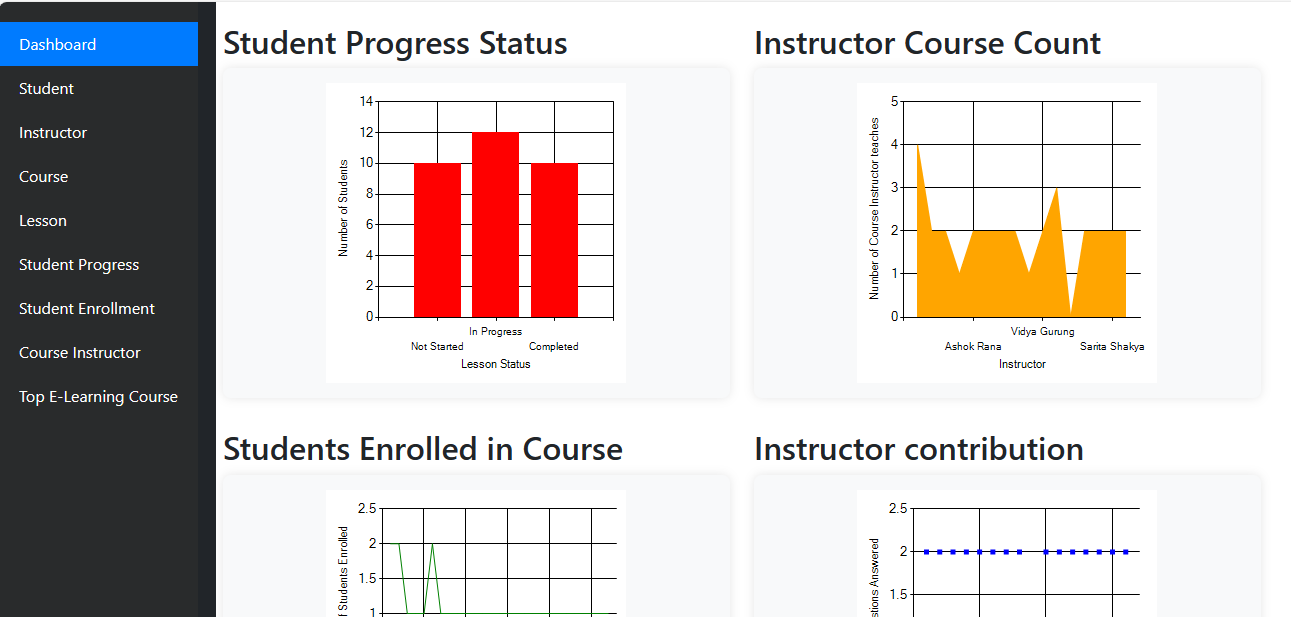 Dashboard
Student
Instructor
Course
Lesson
Student Progress
Student Enrollment
Course Instructor
Top E-Learning Course
Student Progress Status
Number of Students
14
12
10
8
6
4
2
0
In Progress
Not Started Completed
Lesson Status
Instructor Course Count
Number of Course Instructor teaches
5
4
3
2
1
0
Vidya Gurung
Ashok Rana Sarita Shakya
Instructor
Students Enrolled in Course
Students Enrolled
2.5
2
1.5
1
Instructor contribution
Answered
2.5
2
1.5